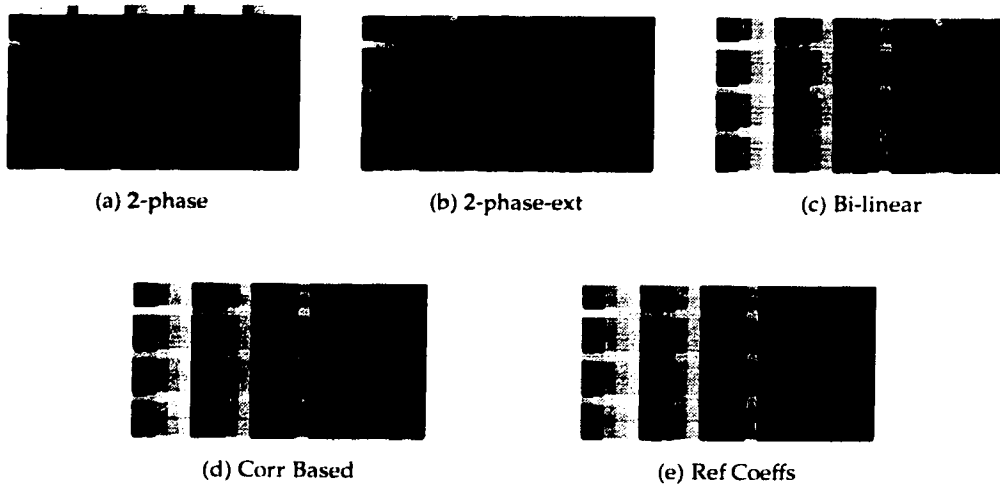 (a) 2-phase
(b) 2-phase-ext
(c) Bi-linear
(d) Corr Based
(e) Ref Coeffs